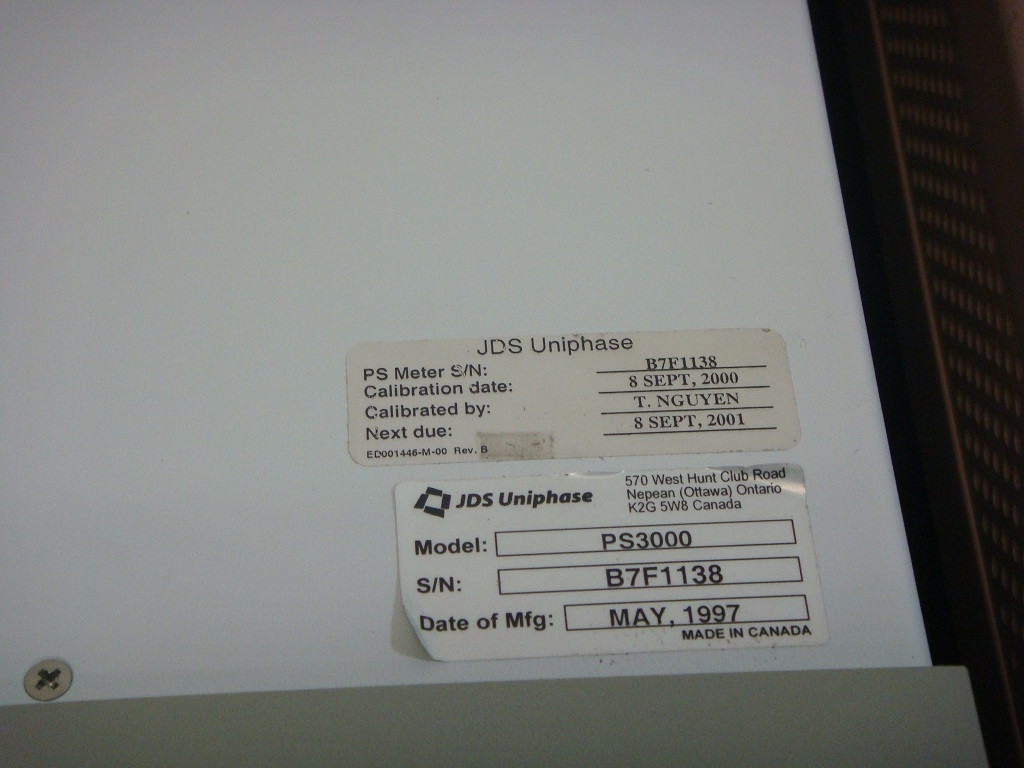 JDS Uniphase
PS Meter S/N: B7F1138
Calibration date: 8 SEPT, 2000
Calibrated by: T. NGUYEN
Next due: 8 SEPT, 2001
ED001446-M-00 Rev. B
JDS Uniphase
570 West Hunt Club Road
Nepean (Ottawa) Ontario
K2G 5W8 Canada
Model: PS3000
S/N: B7F1138
Date of Mfg: MAY, 1997
MADE IN CANADA